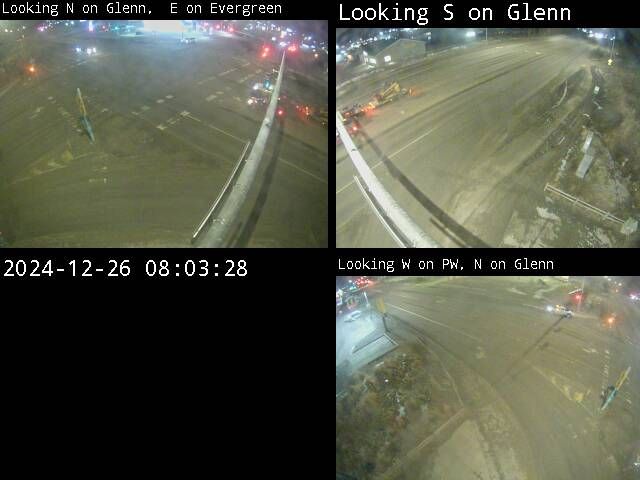 Looking N on Glenn,  E on Evergreen
Looking S on Glenn
2024-12-26 08:03:28
Looking W on PW, N on Glenn